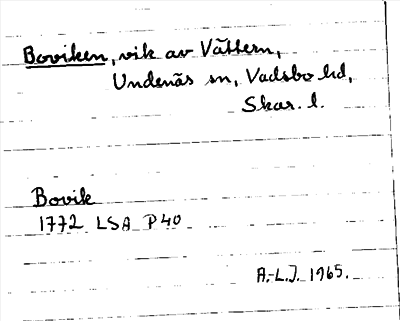 Boviken, vik av Vättern,
Undenäs sn, Vadsbo hd,
Skar. l.
Bovik
1772 LSA P40
A.-L.J. 1965.